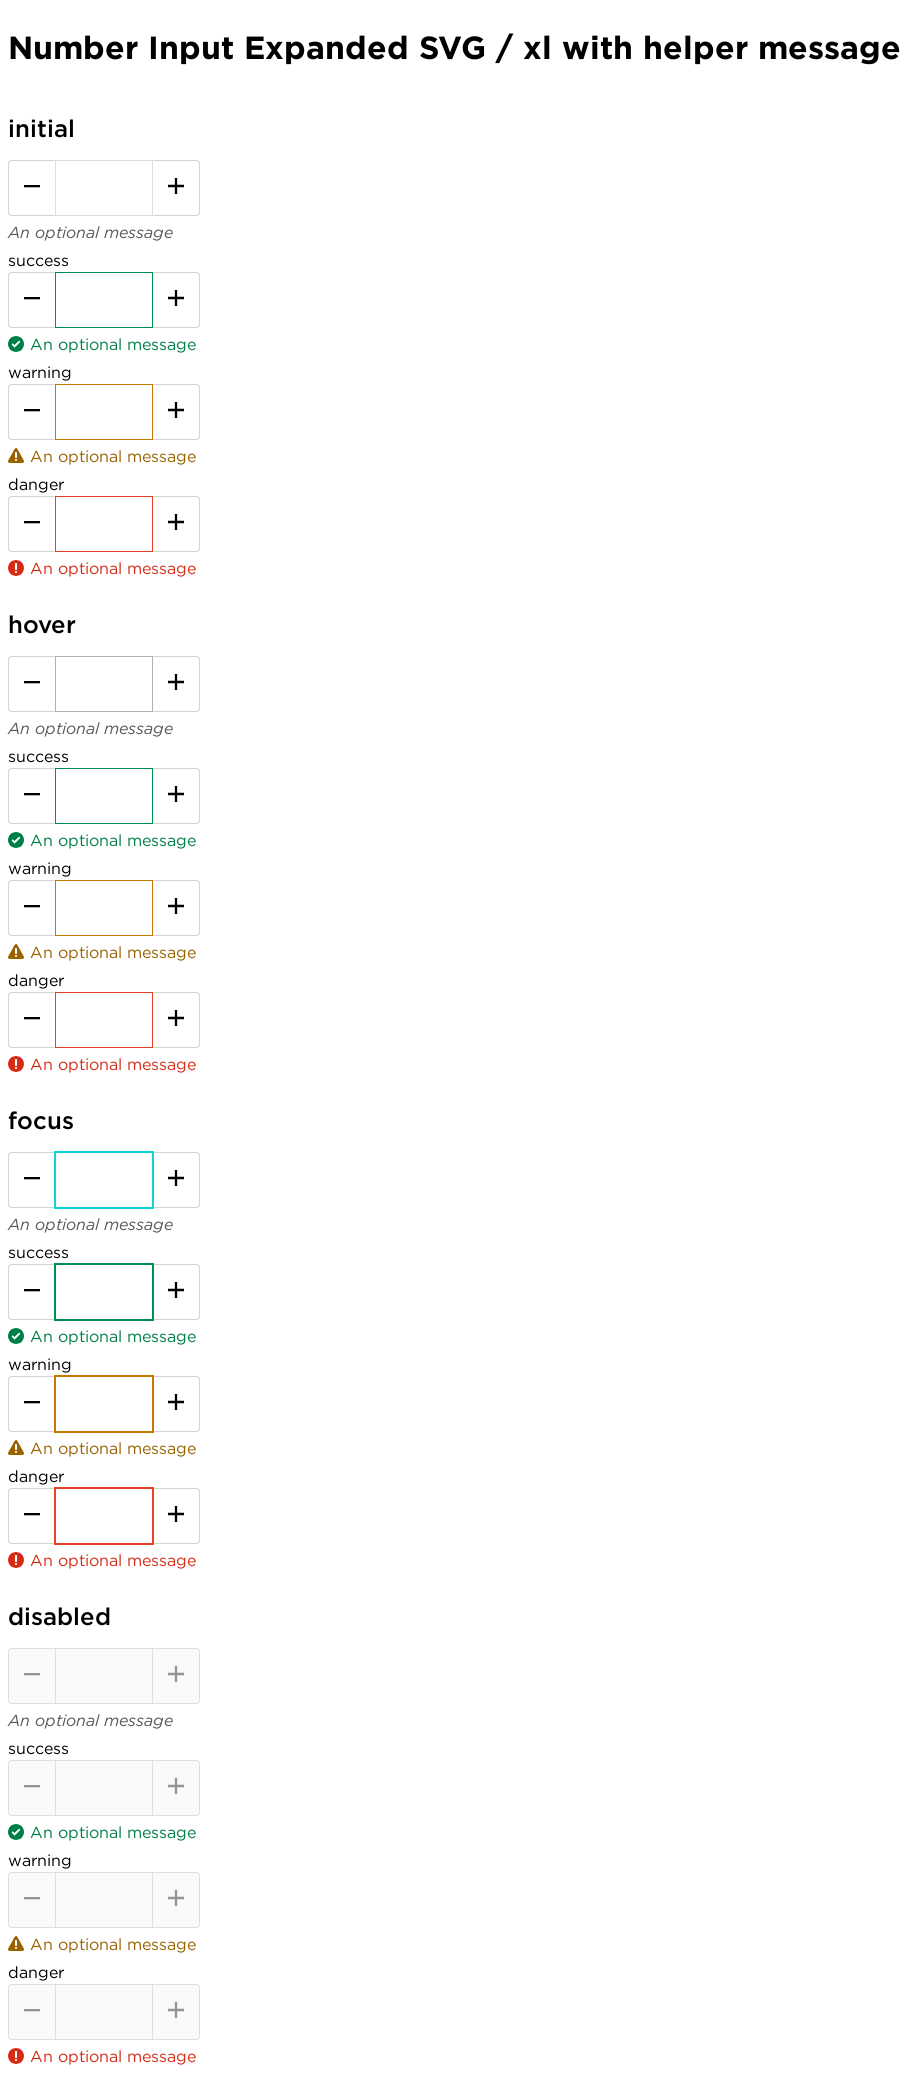 Number Input Expanded SVG / xl with helper message
initial
An optional message
success
An optional message
warning
An optional message
danger
An optional message
hover
An optional message
success
An optional message
warning
An optional message
danger
An optional message
focus
An optional message
success
An optional message
warning
An optional message
danger
An optional message
disabled
An optional message
success
An optional message
warning
An optional message
danger
An optional message